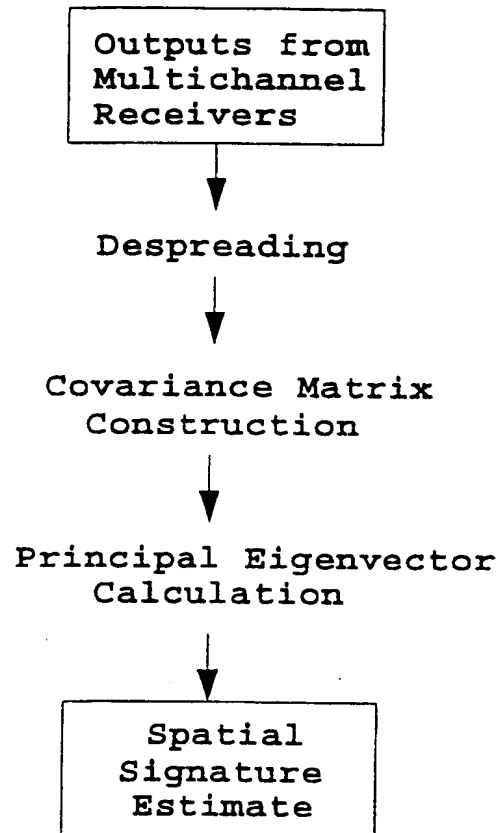 Outputs from
Multichannel
Receivers
Despreading
Covariance Matrix
Construction
Principal Eigenvector
Calculation
Spatial
Signature
Estimate